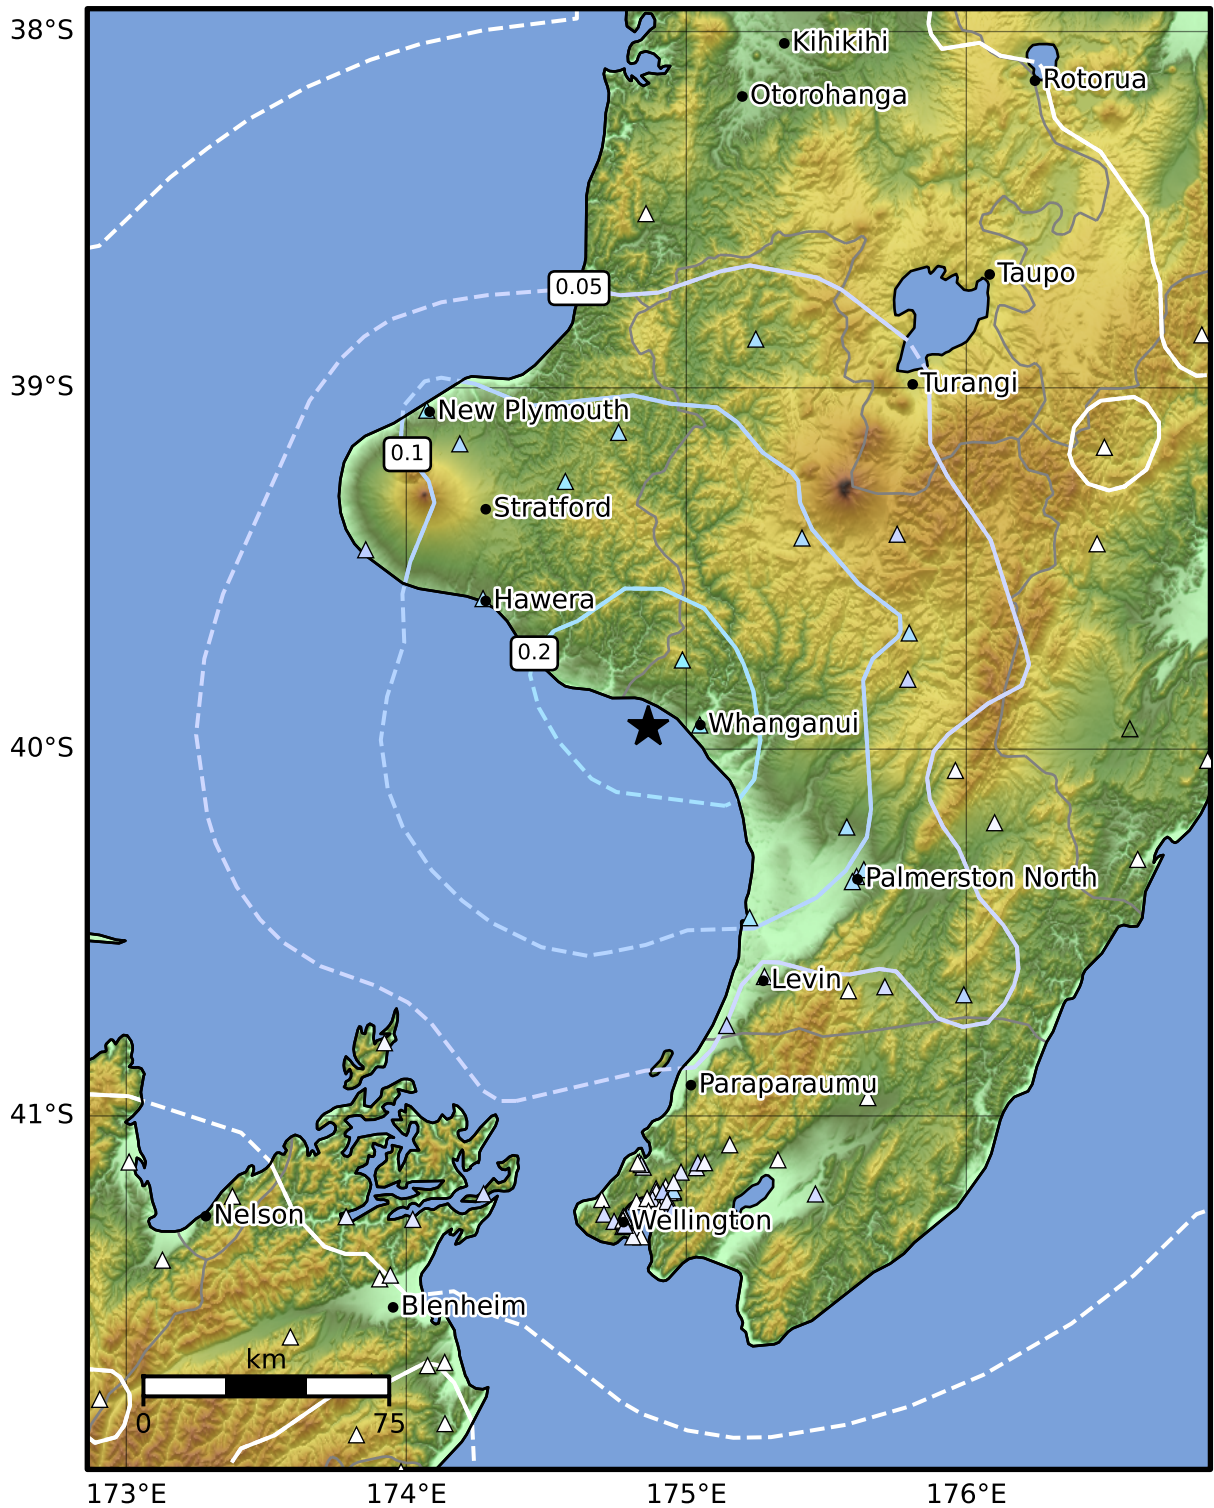 38°S
Kihikihi
Rotorua
Otorohanga
Taupo
0.05
39°S
Turangi
New Plymouth
0.1
Stratford
Hawera
0.2
Whanganui
40°S
Palmerston North
Levin
Paraparaumu
41°S
Nelson
Wellington
Blenheim
km
0 75
173°E 174°E 175°E 176°E